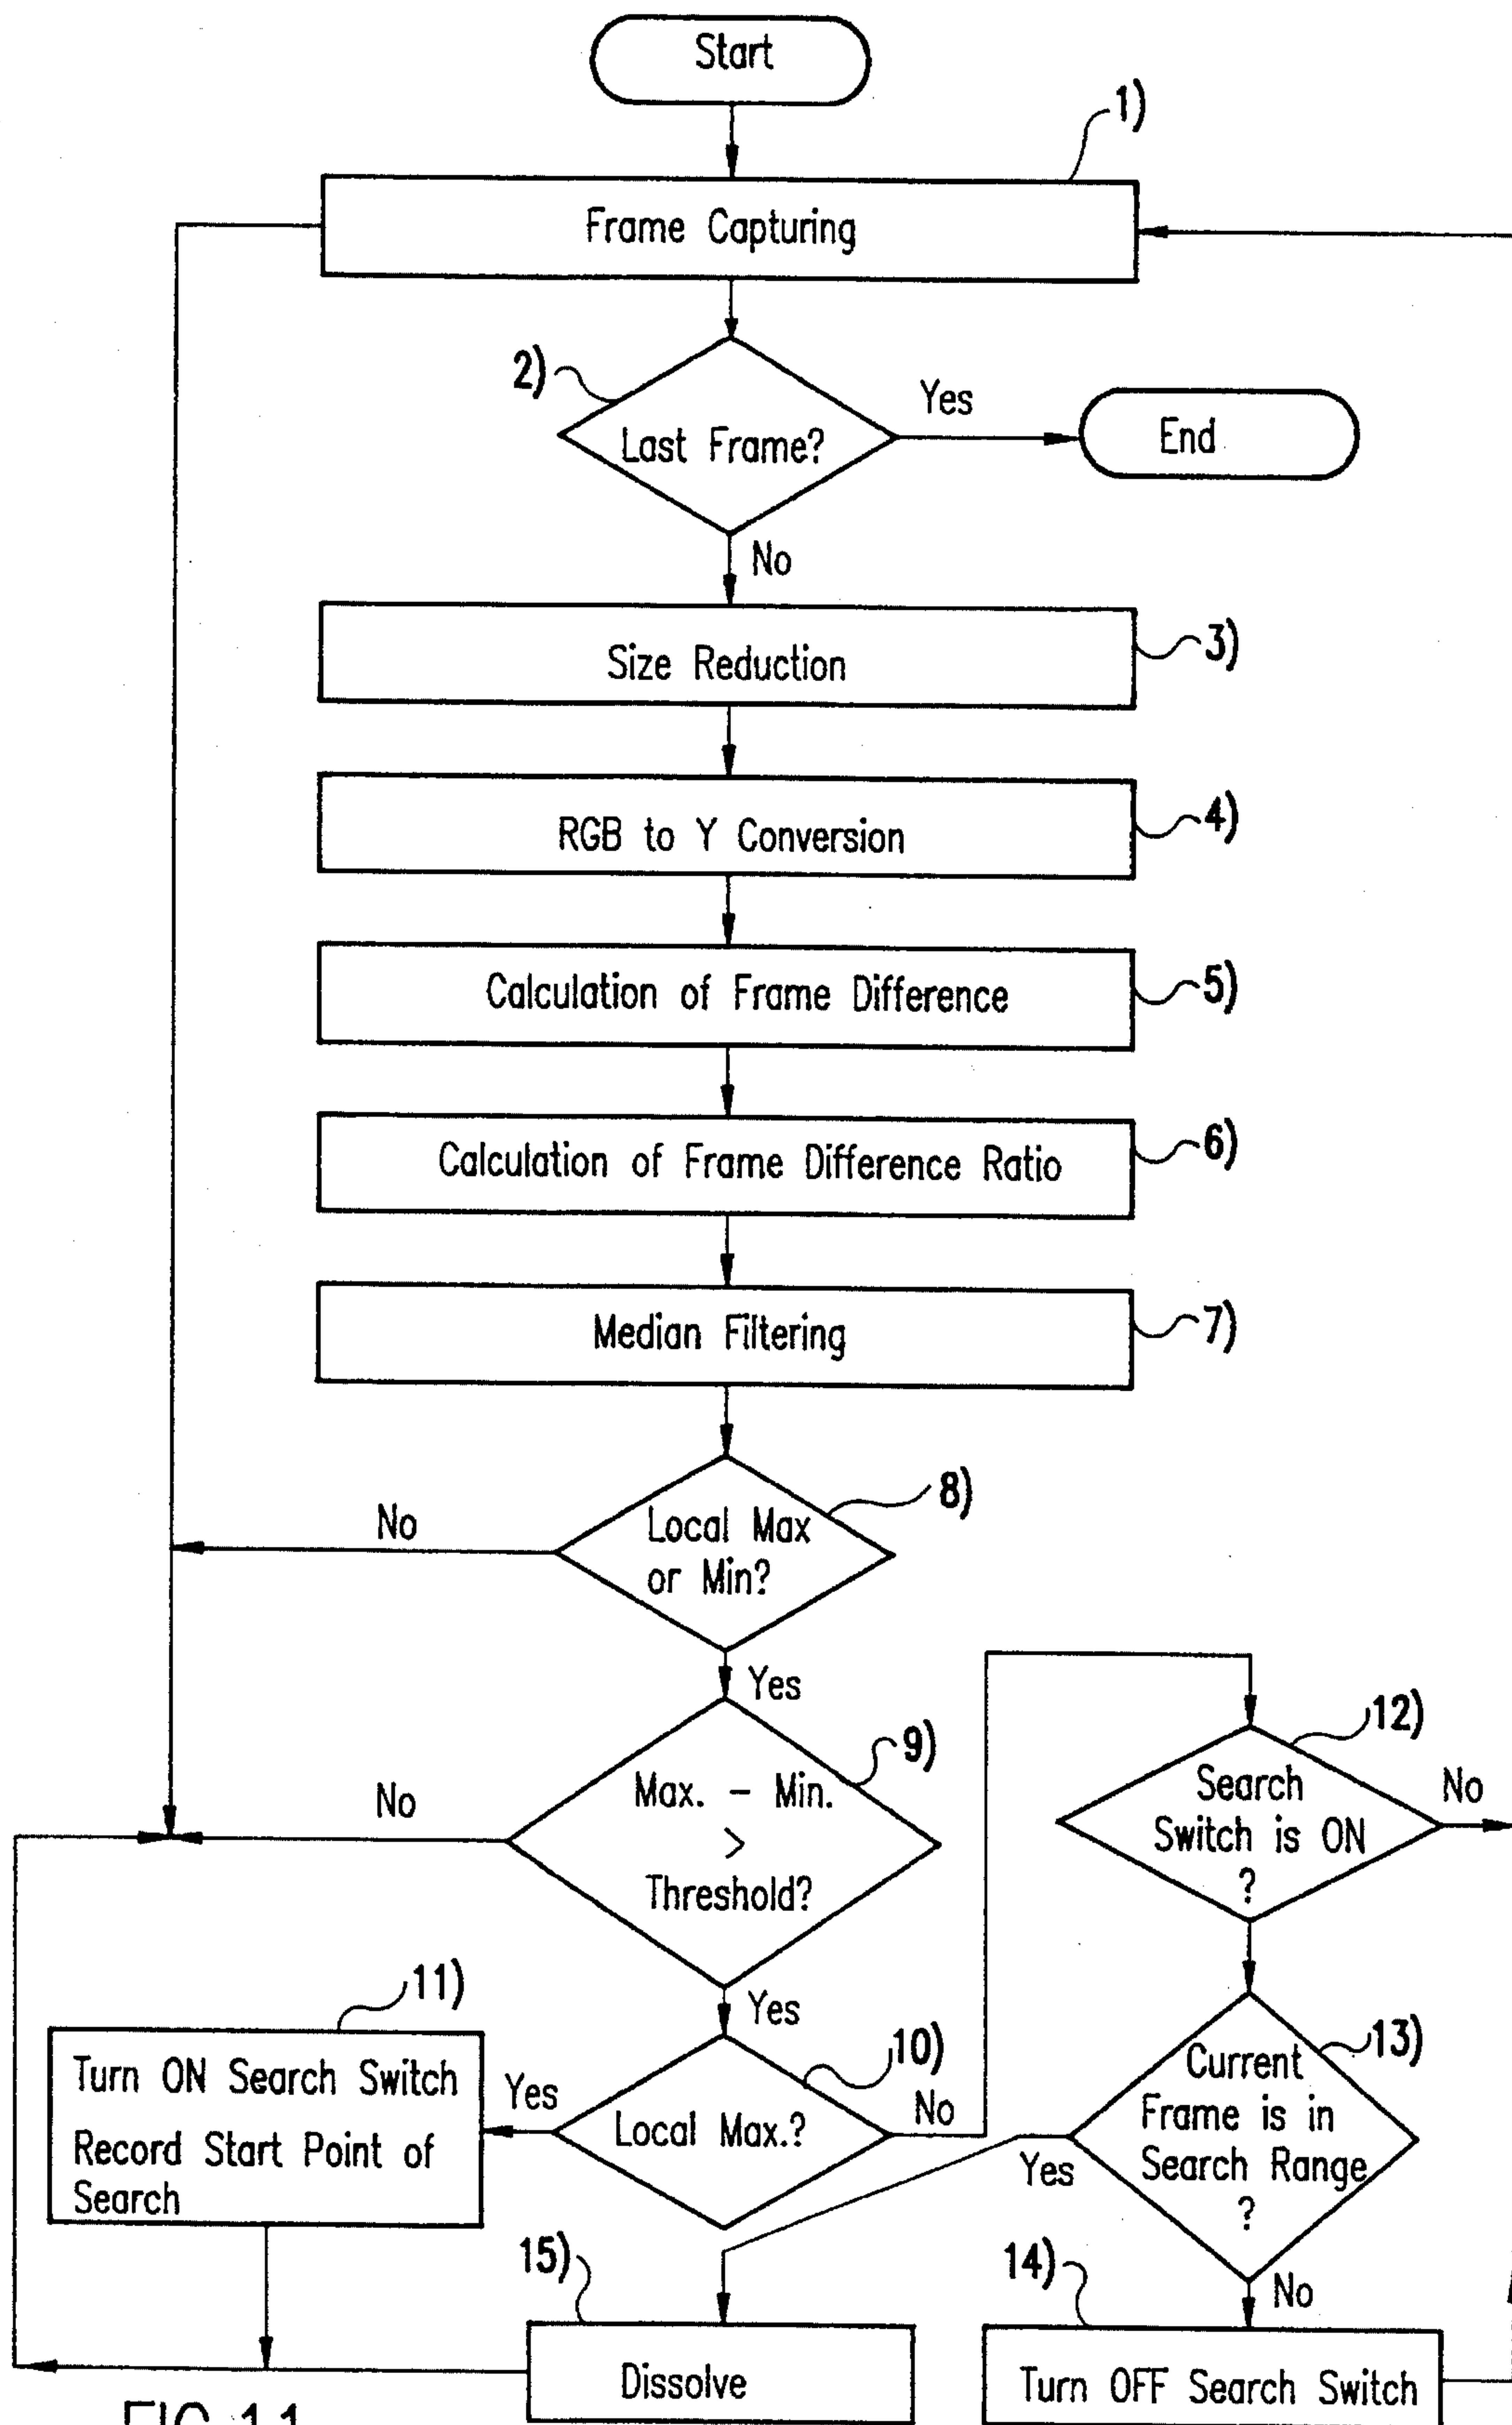 Start
1)
Frame Capturing
2)
Last Frame?
Yes
End
No
Size Reduction
3)
RGB to Y Conversion
4)
Calculation of Frame Difference
5)
Calculation of Frame Difference Ratio
6)
Median Filtering
7)
8)
Local Max
or Min?
No
Yes
9)
Max. – Min.
>
Threshold?
No
Yes
12)
Search
Switch is ON
?
No
11)
Turn ON Search Switch
Record Start Point of
Search
Yes
10)
Local Max.?
No
13)
Current
Frame is in
Search Range
?
Yes
No
15)
Dissolve
14)
Turn OFF Search Switch
FIG.11